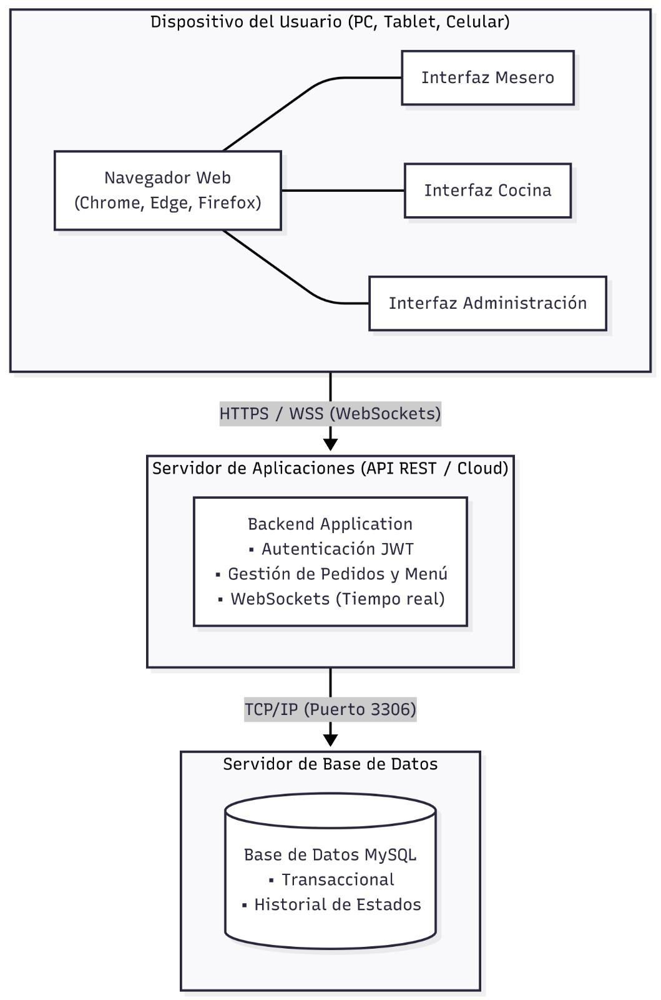 Dispositivo del Usuario (PC, Tablet, Celular)
Interfaz Mesero
Navegador Web
(Chrome, Edge, Firefox)
Interfaz Cocina
Interfaz Administración
HTTPS / WSS (WebSockets)
Servidor de Aplicaciones (API REST / Cloud)
Backend Application
▪ Autenticación JWT
▪ Gestión de Pedidos y Menú
▪ WebSockets (Tiempo real)
TCP/IP (Puerto 3306)
Servidor de Base de Datos
Base de Datos MySQL
▪ Transaccional
▪ Historial de Estados